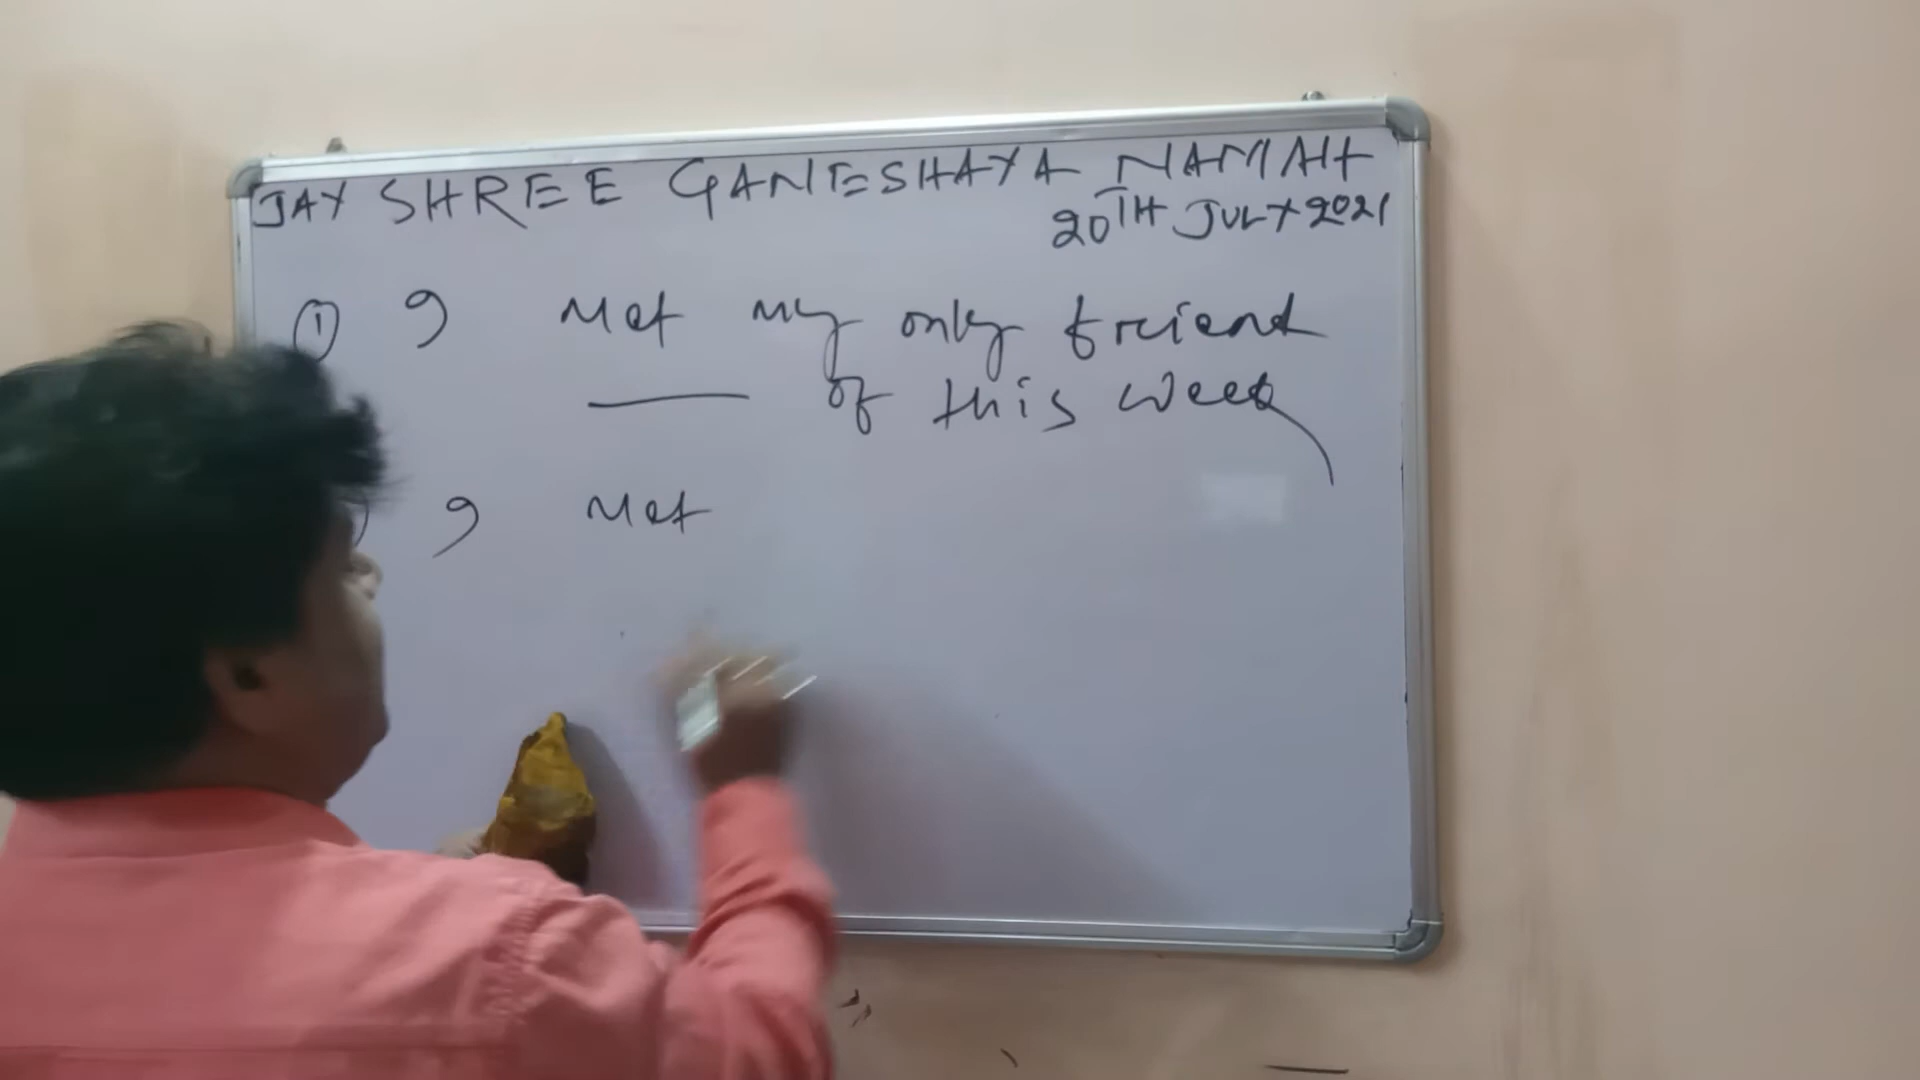 JAY SHREE GANESHAYA NAMAH
20TH JULY 2021
① I Met my only friend
of this week
I Met